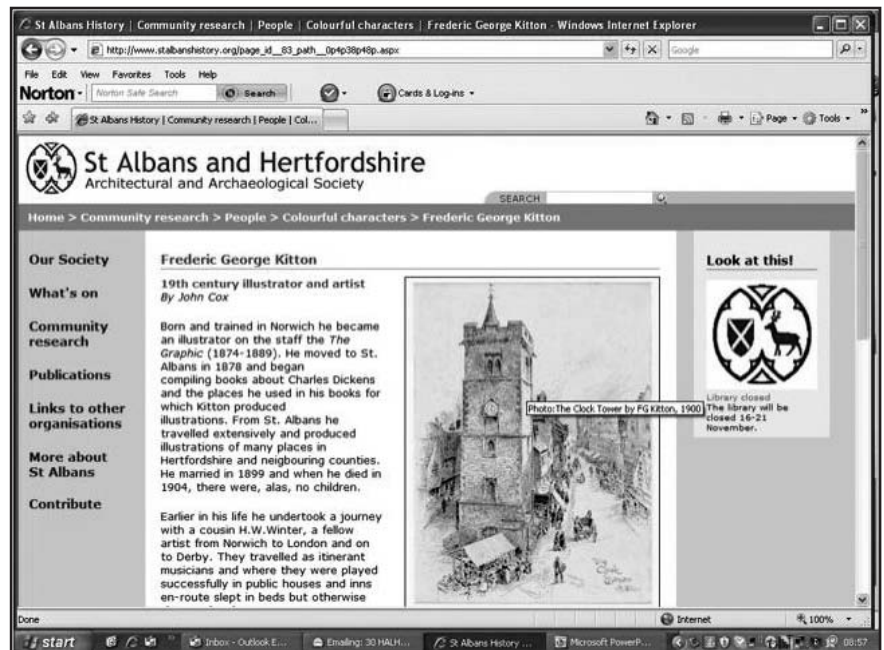 St Albans History | Community research | People | Colourful characters | Frederic George Kitton - Windows Internet Explorer
http://www.stalbanshistory.org/page_id__83_path__0p4p38p48p.aspx
Google
File Edit View Favorites Tools Help
Norton Norton Safe Search Search Cards & Log-ins
St Albans History | Community research | People | Col...
Page Tools
St Albans and Hertfordshire
Architectural and Archaeological Society
SEARCH
Home > Community research > People > Colourful characters > Frederic George Kitton
Our Society
What's on
Community
research
Publications
Links to other
organisations
More about
St Albans
Contribute
Frederic George Kitton
19th century illustrator and artist
By John Cox
Born and trained in Norwich he became
an illustrator on the staff the The
Graphic (1874-1889). He moved to St.
Albans in 1878 and began
compiling books about Charles Dickens
and the places he used in his books for
which Kitton produced
illustrations. From St. Albans he
travelled extensively and produced
illustrations of many places in
Hertfordshire and neigbouring counties.
He married in 1899 and when he died in
1904, there were, alas, no children.
Earlier in his life he undertook a journey
with a cousin H.W.Winter, a fellow
artist from Norwich to London and on
to Derby. They travelled as itinerant
musicians and where they were played
successfully in public houses and inns
en-route slept in beds but otherwise
Photo:The Clock Tower by FG Kitton, 1900
Look at this!
Library closed
The library will be
closed 16-21
November.
Done
Internet
100%
start
Inbox - Outlook E...
Emailing: 30 HALH...
St Albans History ...
Microsoft PowerP...
08:57